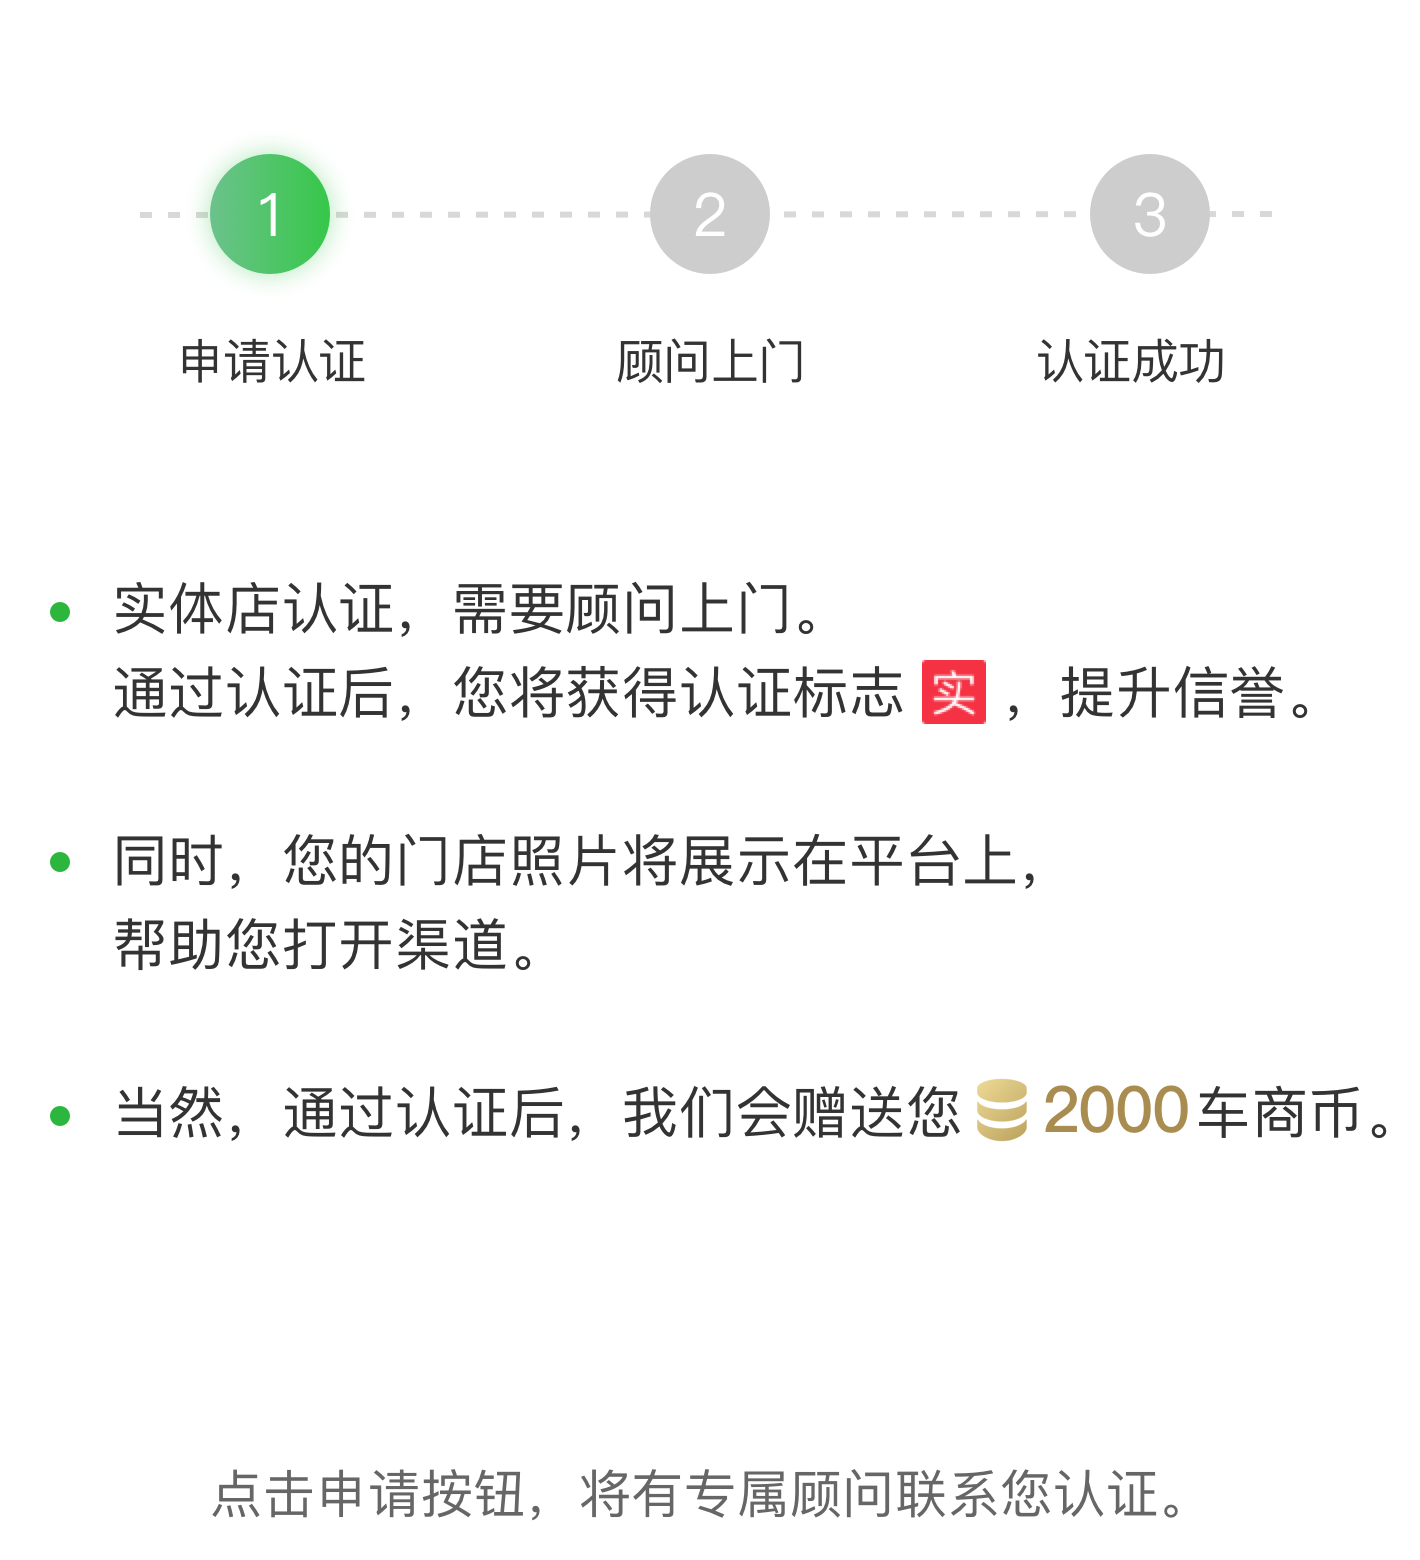 1 2 3
申请认证 顾问上门 认证成功
实体店认证，需要顾问上门。
通过认证后，您将获得认证标志 实 ，提升信誉。
同时，您的门店照片将展示在平台上，
帮助您打开渠道。
当然，通过认证后，我们会赠送您 2000车商币。
点击申请按钮，将有专属顾问联系您认证。